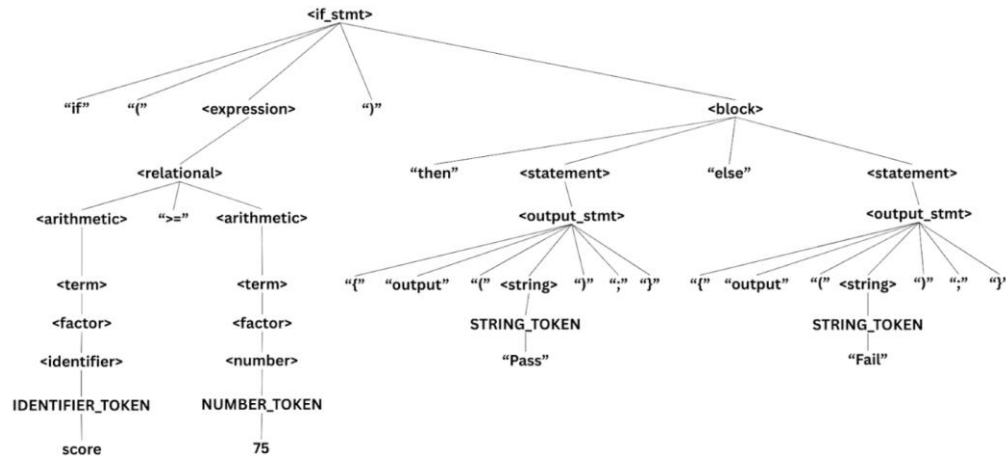 <if_stmt>
“if” “(” <expression> “)” <block>
<relational> “then” <statement> “else” <statement>
<arithmetic> “>=” <arithmetic> <output_stmt> <output_stmt>
<term> <term> “{” “output” “(” <string> “)” “;” “}” “{” “output” “(” <string> “)” “;” “}”
<factor> <factor> STRING_TOKEN STRING_TOKEN
<identifier> <number> “Pass” “Fail”
IDENTIFIER_TOKEN NUMBER_TOKEN
score 75